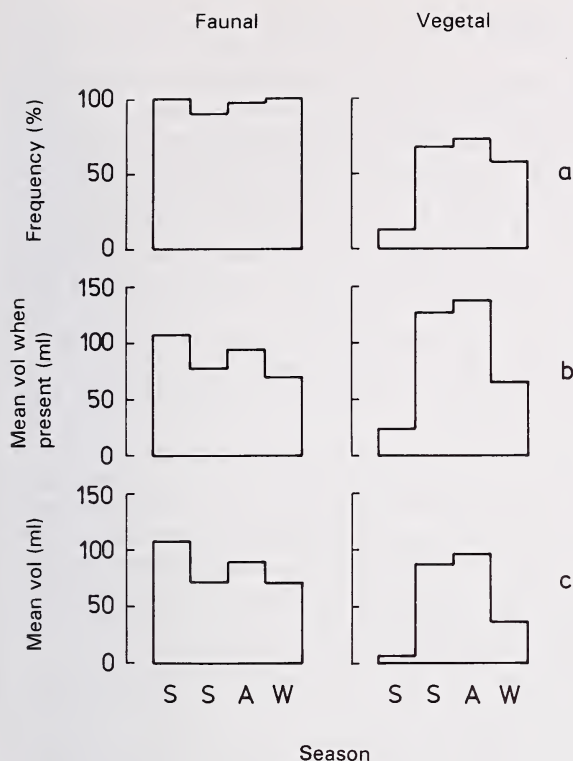 Faunal
Vegetal
Frequency (%)
100
50
0
a
Mean vol when
present (ml)
150
100
50
0
b
Mean vol (ml)
150
100
50
0
c
S S A W
S S A W
Season